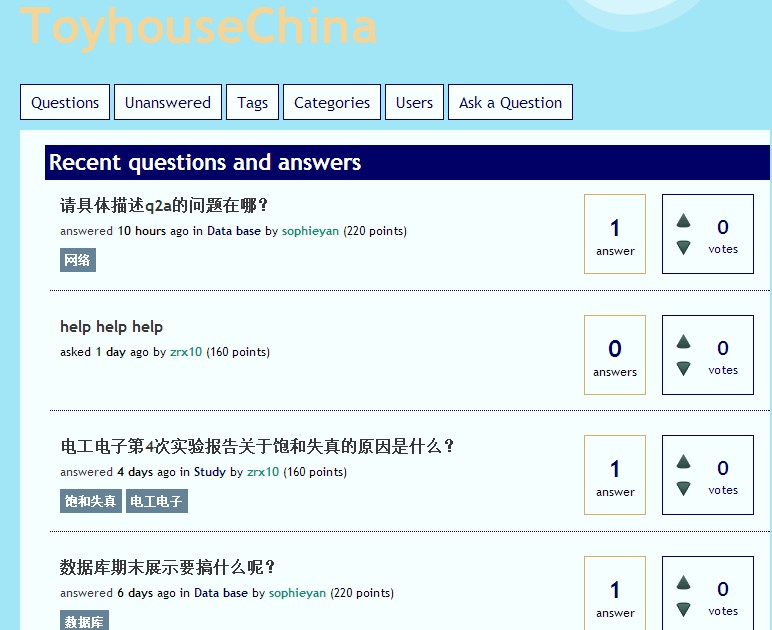 ToyhouseChina
Questions Unanswered Tags Categories Users Ask a Question
Recent questions and answers
请具体描述q2a的问题在哪？
answered 10 hours ago in Data base by sophieyan (220 points)
网络
1
answer
0
votes
help help help
asked 1 day ago by zrx10 (160 points)
0
answers
0
votes
电工电子第4次实验报告关于饱和失真的原因是什么？
answered 4 days ago in Study by zrx10 (160 points)
饱和失真 电工电子
1
answer
0
votes
数据库期末展示要搞什么呢？
answered 6 days ago in Data base by sophieyan (220 points)
数据库
1
answer
0
votes